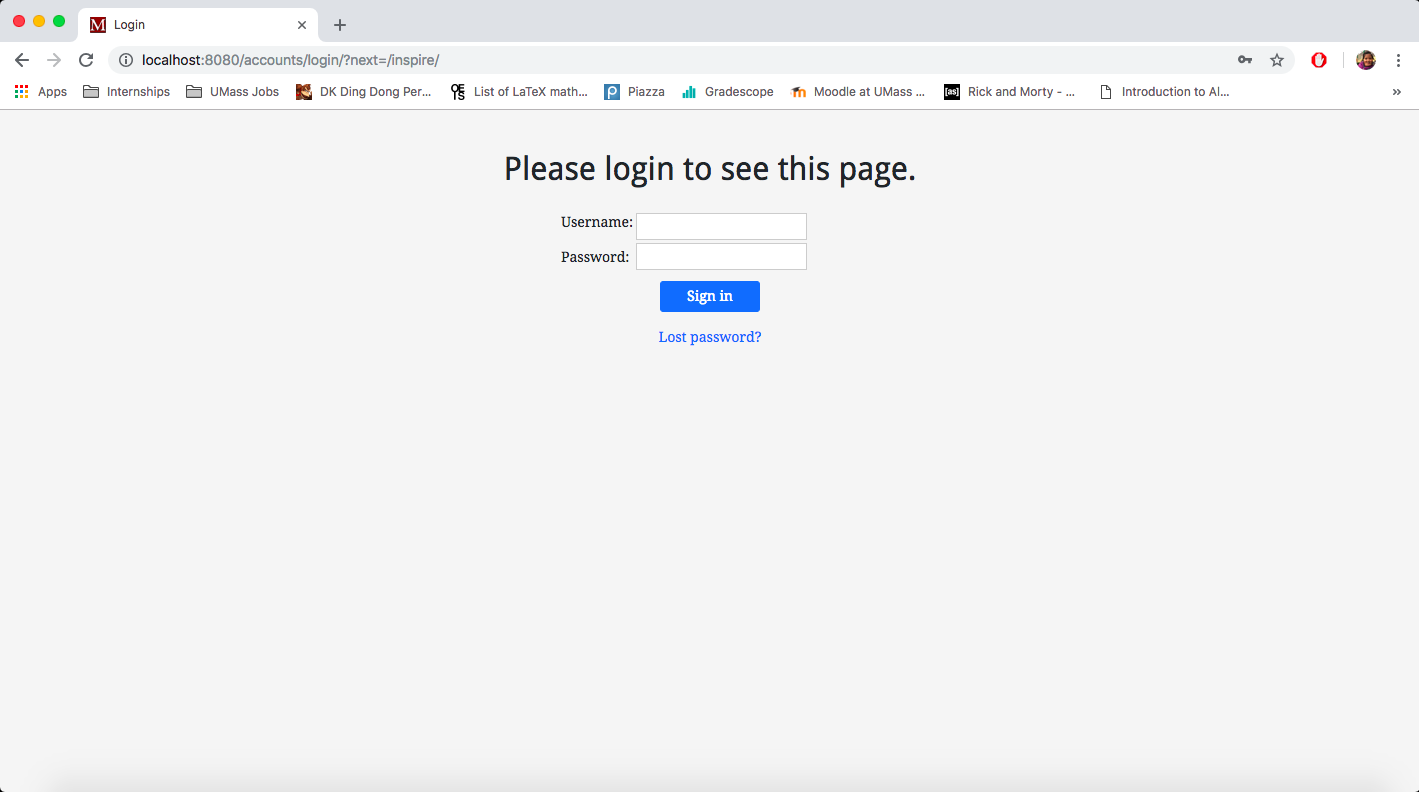 M Login
localhost:8080/accounts/login/?next=/inspire/
Apps Internships UMass Jobs DK Ding Dong Per... List of LaTeX math... Piazza Gradescope Moodle at UMass ... [as] Rick and Morty - ... Introduction to AI...
Please login to see this page.
Username:
Password:
Sign in
Lost password?